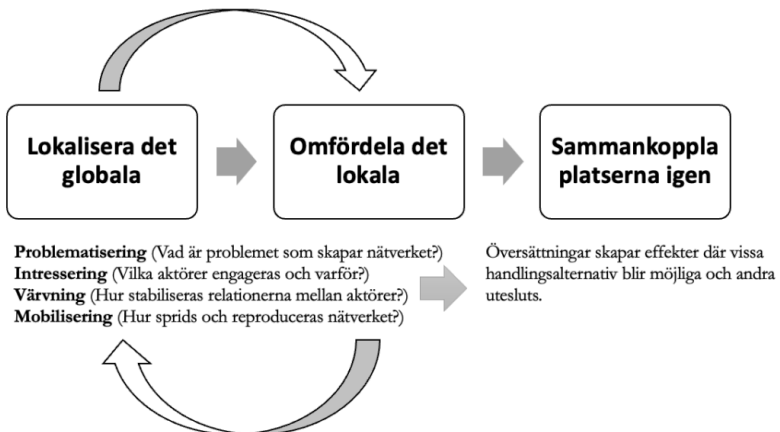 Lokalisera det
globala
Omfördela det
lokala
Sammankoppla
platserna igen
Problematisering (Vad är problemet som skapar nätverket?)
Intressering (Vilka aktörer engageras och varför?)
Värvning (Hur stabiliseras relationerna mellan aktörer?)
Mobilisering (Hur sprids och reproduceras nätverket?)
Översättningar skapar effekter där vissa
handlingsalternativ blir möjliga och andra
utesluts.